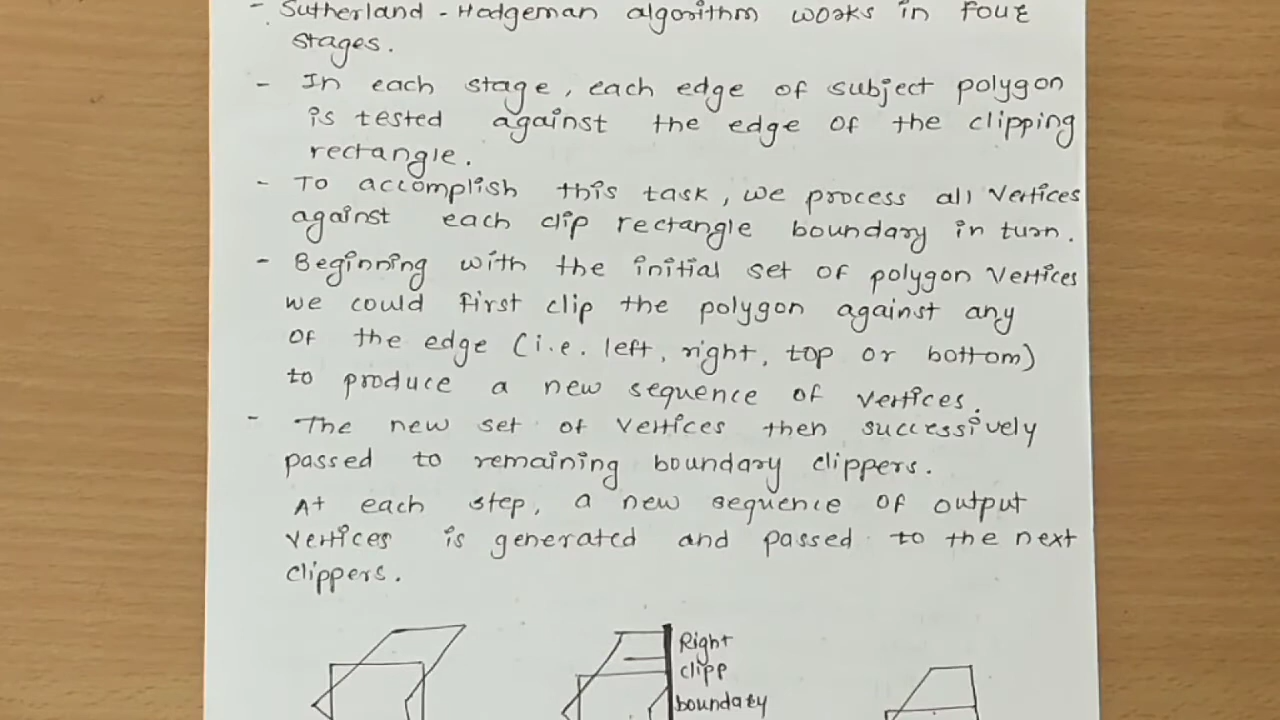 - Sutherland - Hodgeman algorithm works in four
stages.
- In each stage, each edge of subject polygon
is tested against the edge of the clipping
rectangle.
- To accomplish this task, we process all vertices
against each clip rectangle boundary in turn.
- Beginning with the initial set of polygon vertices
we could first clip the polygon against any
of the edge (i.e. left, right, top or bottom)
to produce a new sequence of vertices.
- The new set of vertices then successively
passed to remaining boundary clippers.
At each step, a new sequence of output
vertices is generated and passed to the next
clippers.
Right
clipp
boundary